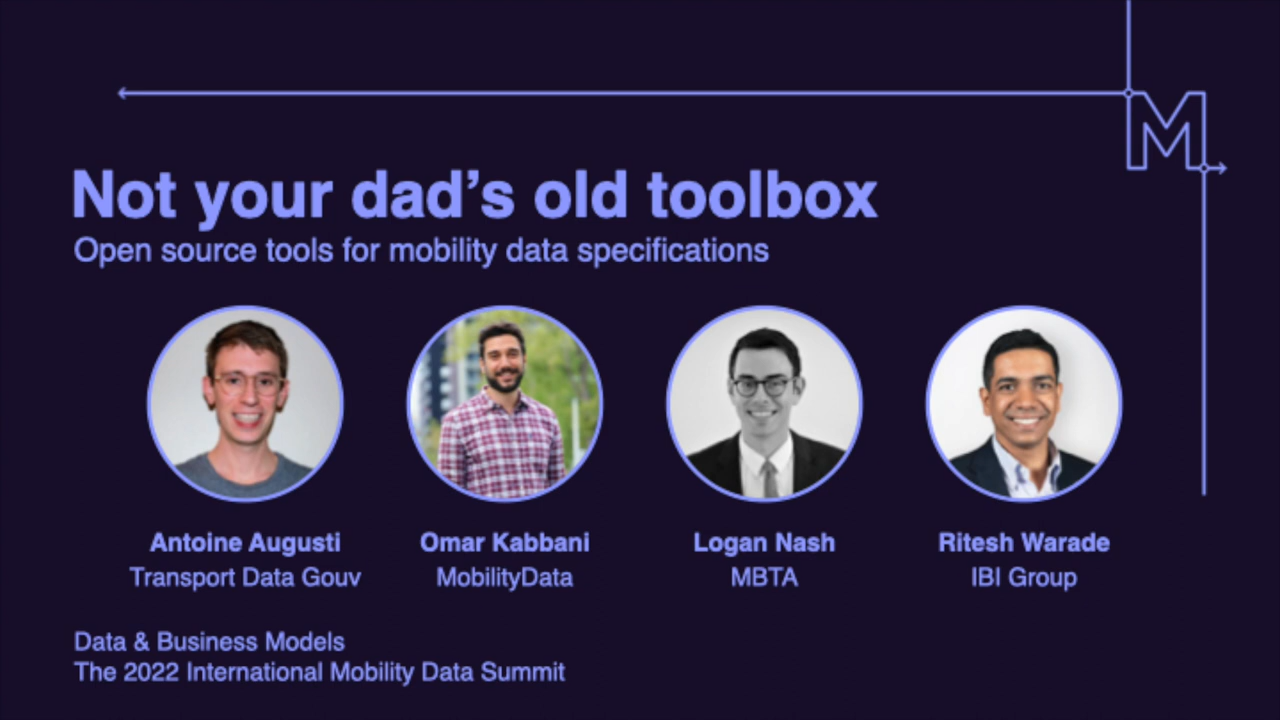 M
Not your dad’s old toolbox
Open source tools for mobility data specifications
Antoine Augusti
Transport Data Gouv
Omar Kabbani
MobilityData
Logan Nash
MBTA
Ritesh Warade
IBI Group
Data & Business Models
The 2022 International Mobility Data Summit